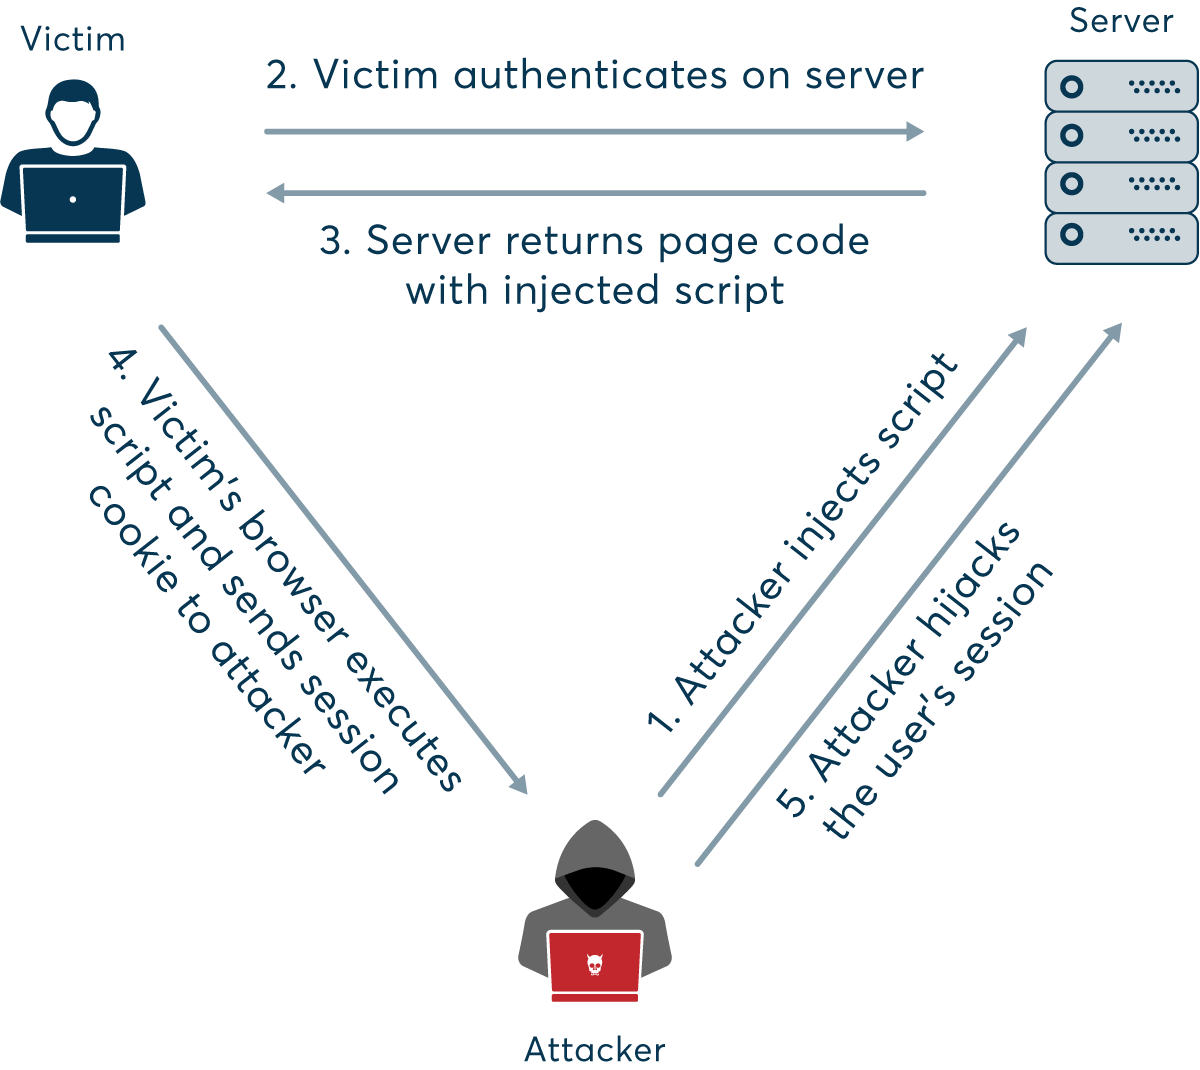 Victim
Server
2. Victim authenticates on server
3. Server returns page code
with injected script
4. Victim's browser executes
script and sends session
cookie to attacker
1. Attacker injects script
5. Attacker hijacks
the user's session
Attacker